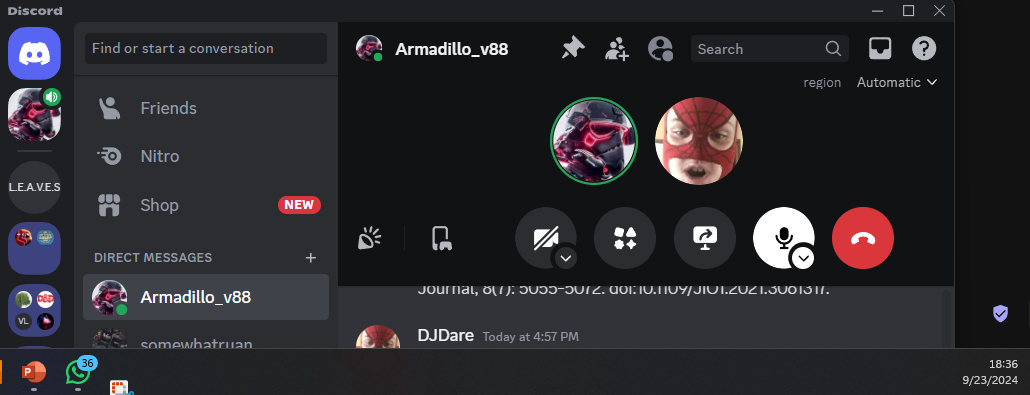 Discord
Find or start a conversation
Friends
Nitro
Shop
NEW
L.E.A.V.E.S
D&D
VL
DIRECT MESSAGES
Armadillo_v88
somewhatruan
Armadillo_v88
Search
region Automatic
Journal, 8(7): 5055-5072. doi:10.1109/JIOT.2021.3061317.
DJDare Today at 4:57 PM
P
36
18:36
9/23/2024